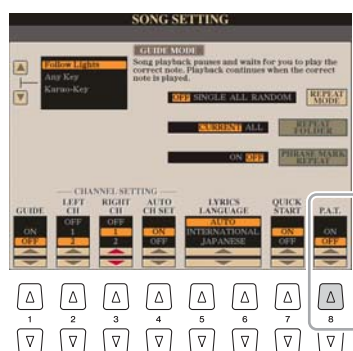 SONG SETTING
GUIDE MODE
Follow Lights
Any Key
Karao-Key
Song playback pauses and waits for you to play the
correct note. Playback continues when the correct
note is played.
OFF SINGLE ALL RANDOM
REPEAT
MODE
CURRENT ALL
REPEAT
FOLDER
ON OFF
PHRASE MARK
REPEAT
CHANNEL SETTING
GUIDE
LEFT
CH
RIGHT
CH
AUTO
CH SET
LYRICS
LANGUAGE
QUICK
START
P.A.T.
ON
OFF
OFF
1
2
OFF
1
2
ON
OFF
AUTO
INTERNATIONAL
JAPANESE
ON
OFF
ON
OFF
1 2 3 4 5 6 7 8